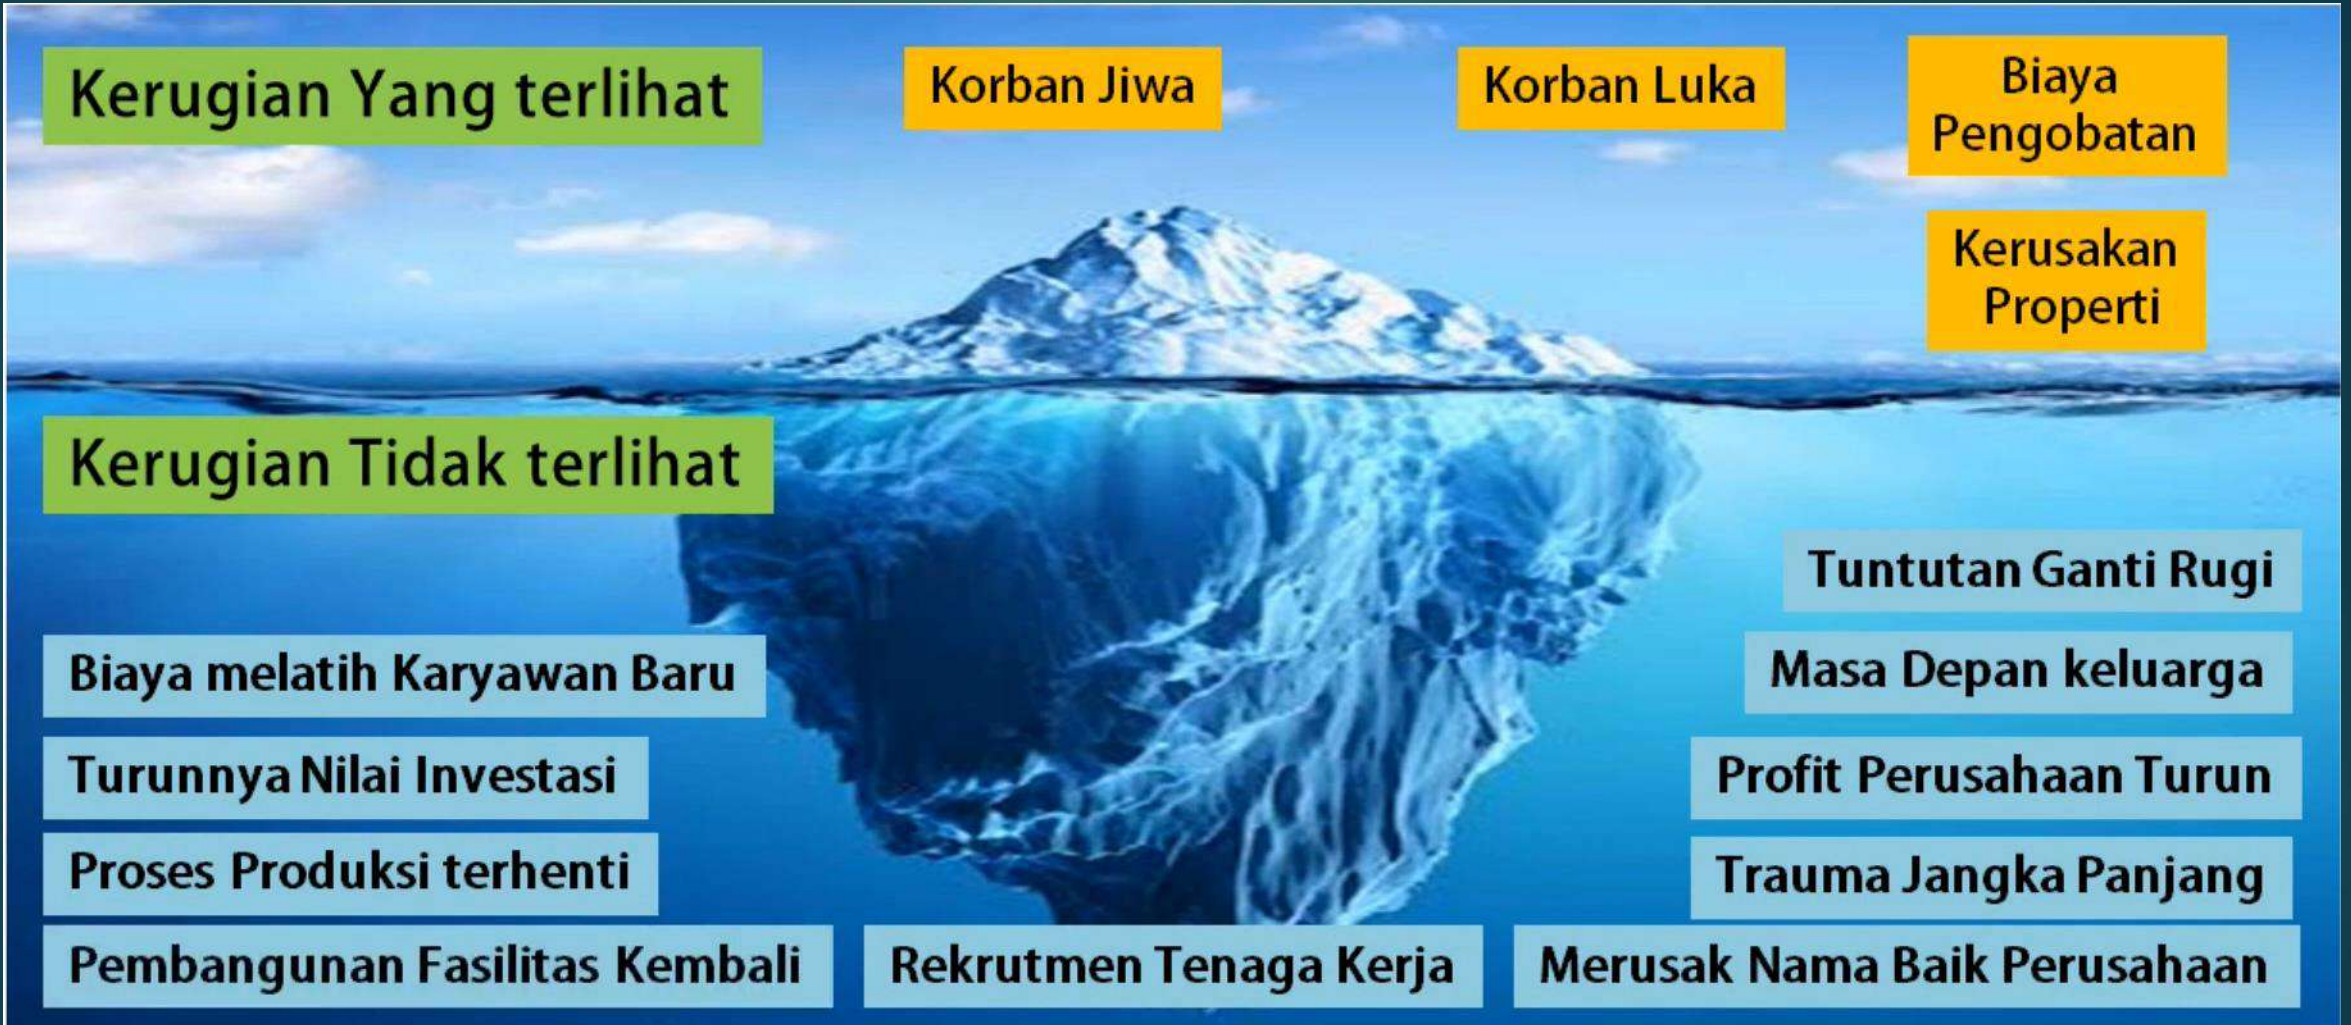 Kerugian Yang terlihat
Korban Jiwa
Korban Luka
Biaya
Pengobatan
Kerusakan
Properti
Kerugian Tidak terlihat
Biaya melatih Karyawan Baru
Turunnya Nilai Investasi
Proses Produksi terhenti
Pembangunan Fasilitas Kembali
Rekrutmen Tenaga Kerja
Tuntutan Ganti Rugi
Masa Depan keluarga
Profit Perusahaan Turun
Trauma Jangka Panjang
Merusak Nama Baik Perusahaan